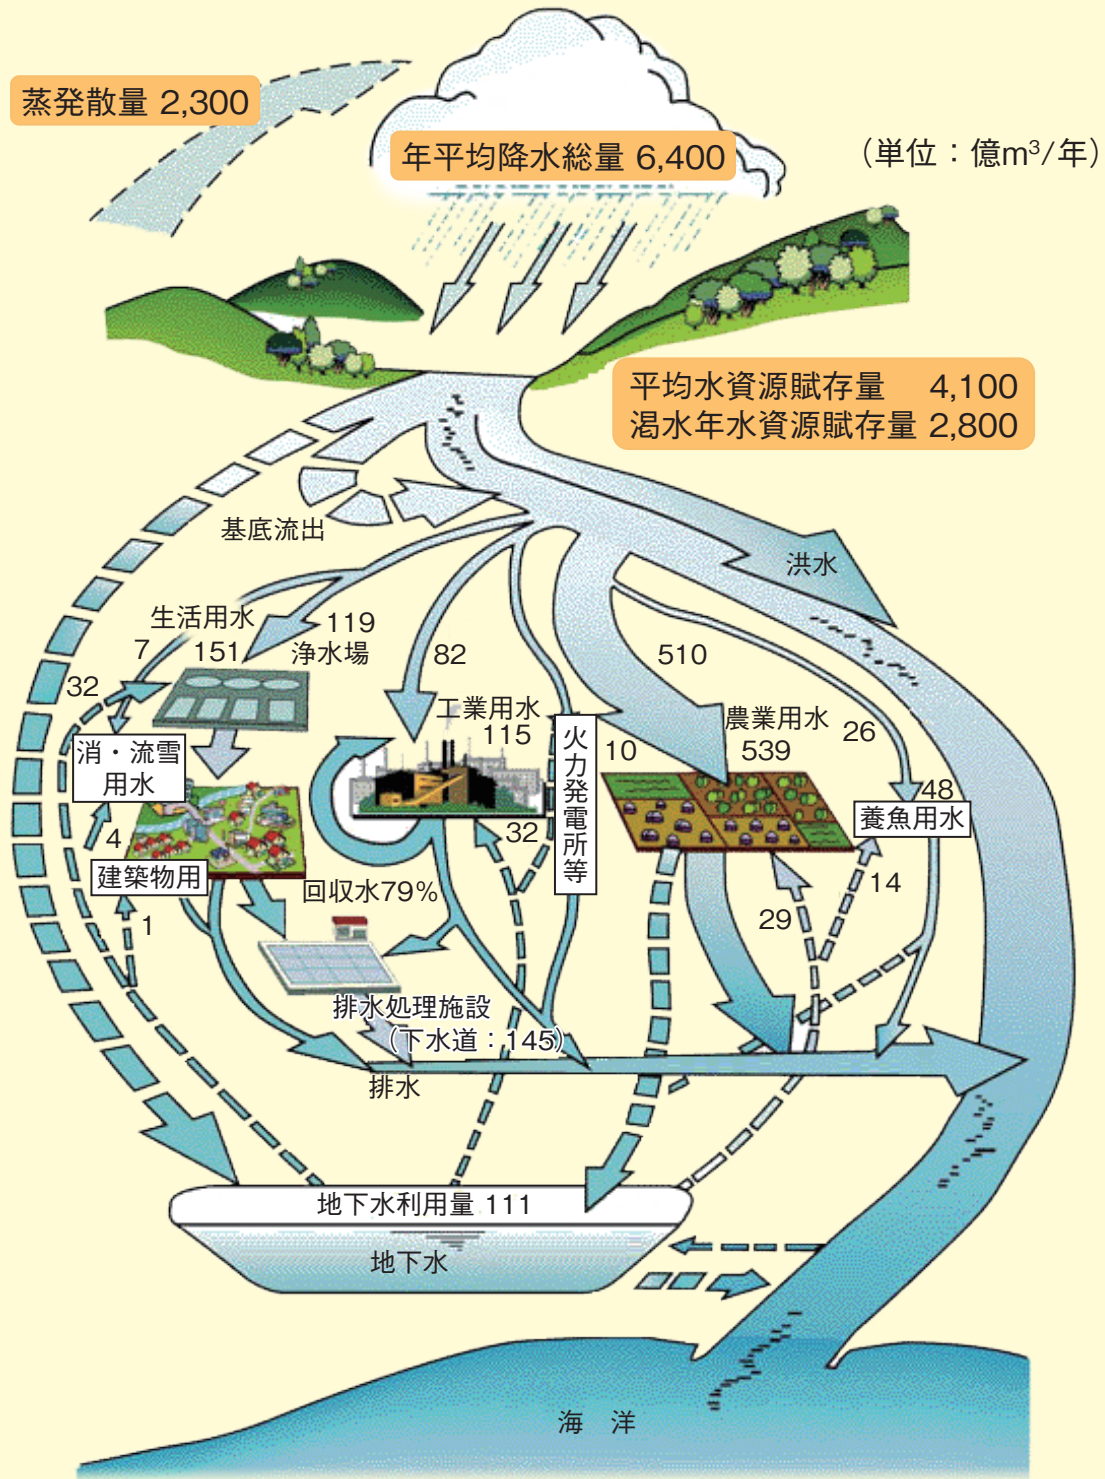 蒸発散量 2,300
年平均降水総量 6,400
（単位：億m³/年）
平均水資源賦存量 4,100
渇水年水資源賦存量 2,800
基底流出
洪水
生活用水
151
119
浄水場
7
32
82
510
工業用水
115
農業用水
539
26
10
火力発電所等
消・流雪
用水
48
養魚用水
32
4
建築物用
回収水79%
14
29
1
排水処理施設
（下水道：145）
排水
地下水利用量 111
地下水
海 洋